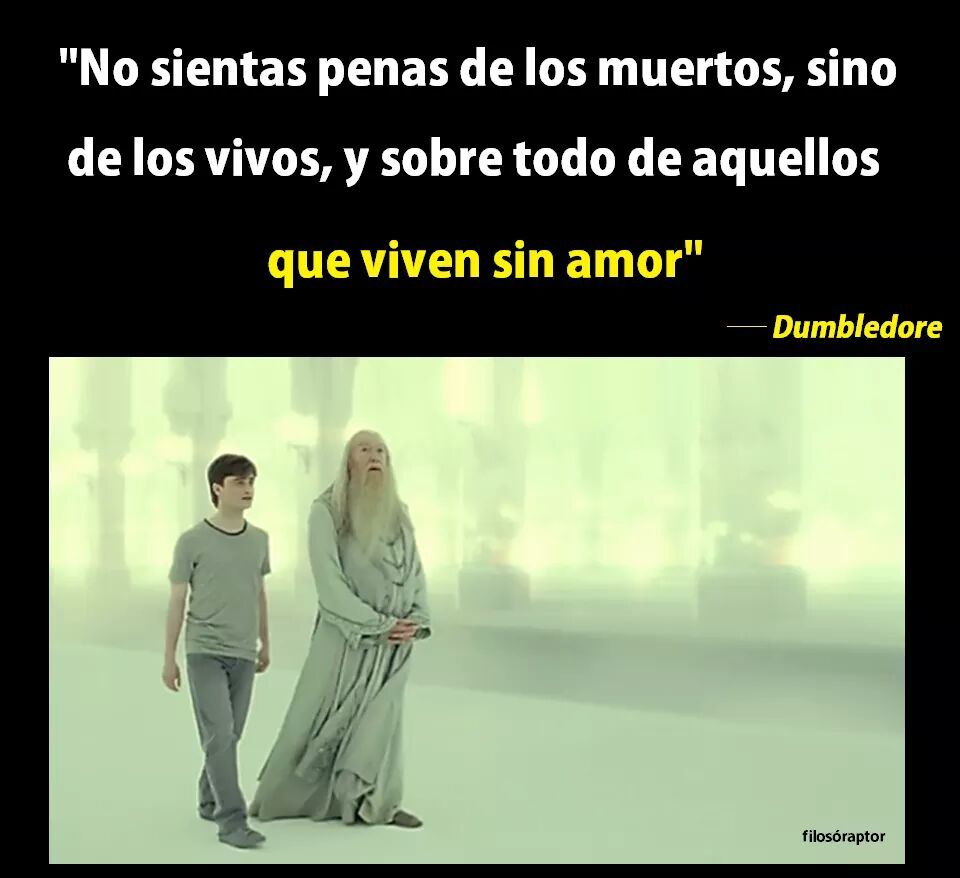 "No sientas penas de los muertos, sino
de los vivos, y sobre todo de aquellos
que viven sin amor"
— Dumbledore
filosóraptor